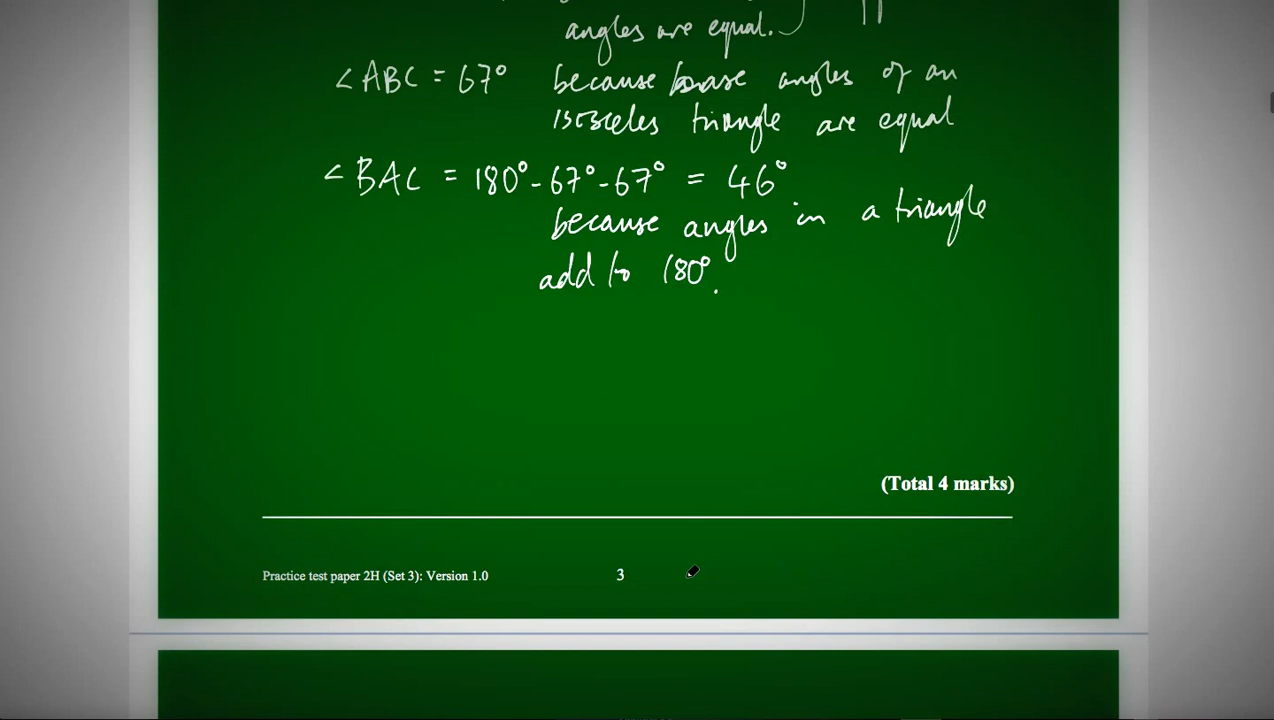 angles are equal.
∠ABC = 67° because base angles of an
isosceles triangle are equal
∠BAC = 180° - 67° - 67° = 46°
because angles in a triangle
add to 180°.
(Total 4 marks)
Practice test paper 2H (Set 3): Version 1.0 3